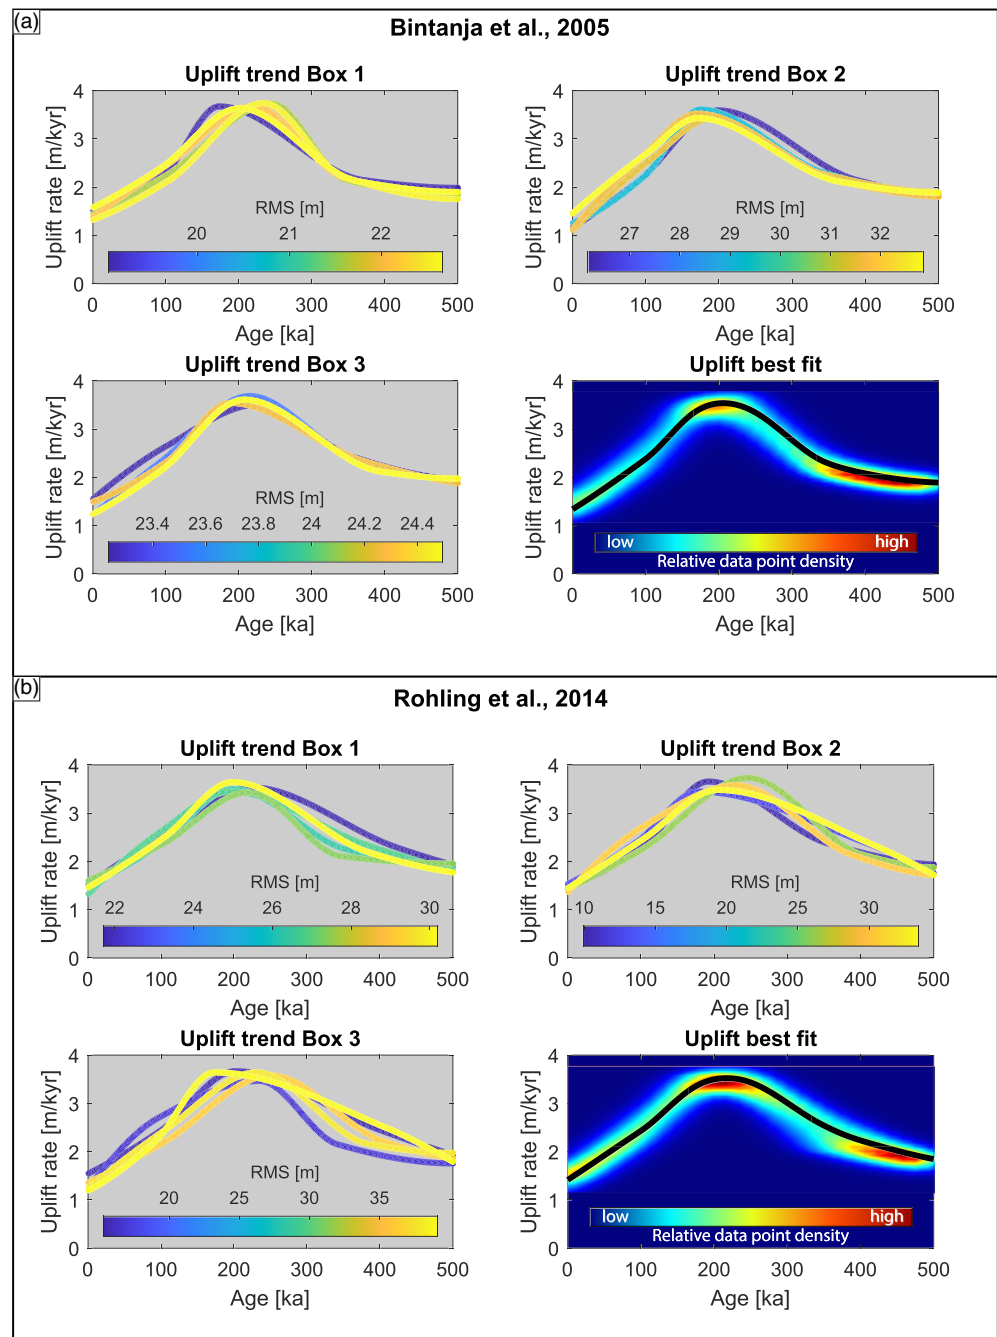 (a)
Bintanja et al., 2005
Uplift trend Box 1
Uplift rate [m/kyr]
4
3
2
1
0
RMS [m]
20 21 22
0 100 200 300 400 500
Age [ka]
Uplift trend Box 2
Uplift rate [m/kyr]
4
3
2
1
0
RMS [m]
27 28 29 30 31 32
0 100 200 300 400 500
Age [ka]
Uplift trend Box 3
Uplift rate [m/kyr]
4
3
2
1
0
RMS [m]
23.4 23.6 23.8 24 24.2 24.4
0 100 200 300 400 500
Age [ka]
Uplift best fit
Uplift rate [m/kyr]
4
3
2
1
0
low high
Relative data point density
0 100 200 300 400 500
Age [ka]
(b)
Rohling et al., 2014
Uplift trend Box 1
Uplift rate [m/kyr]
4
3
2
1
0
RMS [m]
22 24 26 28 30
0 100 200 300 400 500
Age [ka]
Uplift trend Box 2
Uplift rate [m/kyr]
4
3
2
1
0
RMS [m]
10 15 20 25 30
0 100 200 300 400 500
Age [ka]
Uplift trend Box 3
Uplift rate [m/kyr]
4
3
2
1
0
RMS [m]
20 25 30 35
0 100 200 300 400 500
Age [ka]
Uplift best fit
Uplift rate [m/kyr]
4
3
2
1
0
low high
Relative data point density
0 100 200 300 400 500
Age [ka]